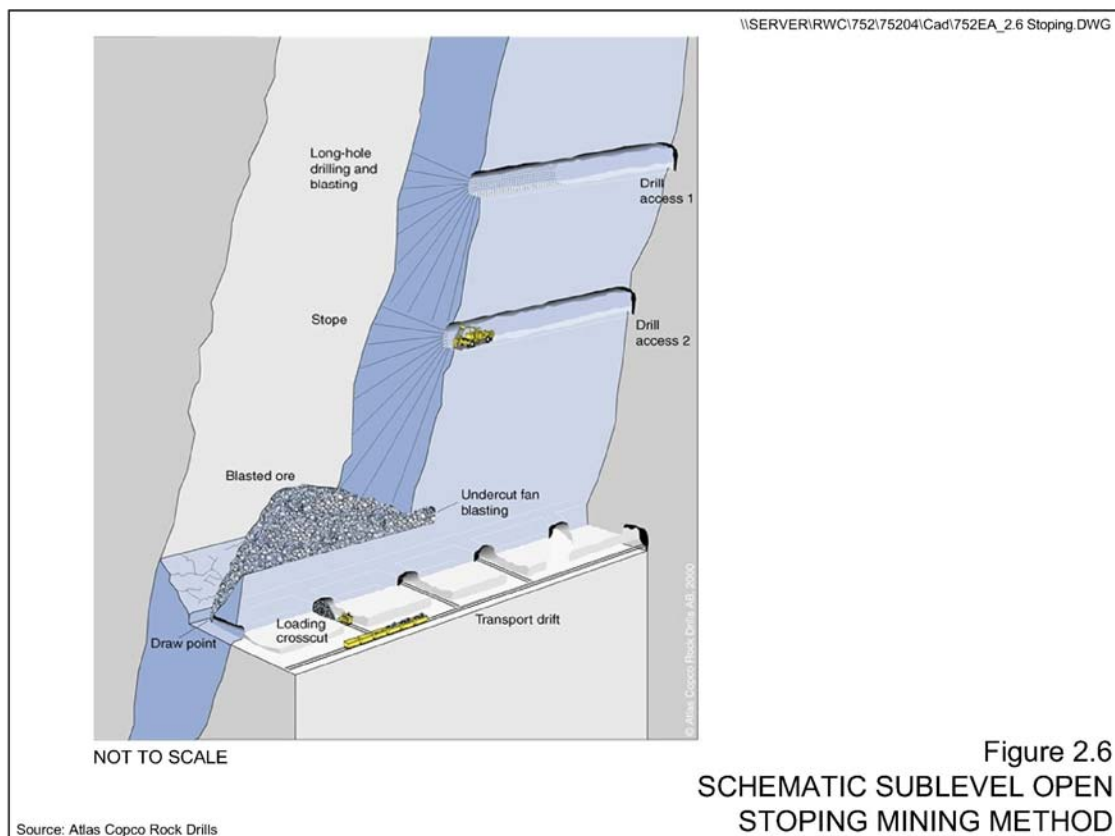 \\SERVER\RWC\752\75204\Cad\752EA_2.6 Stoping.DWG
Long-hole
drilling and
blasting
Drill
access 1
Stope
Drill
access 2
Blasted ore
Undercut fan
blasting
Loading
crosscut
Transport drift
Draw point
© Atlas Copco Rock Drills AB, 2000
NOT TO SCALE
Figure 2.6
SCHEMATIC SUBLEVEL OPEN
STOPING MINING METHOD
Source: Atlas Copco Rock Drills